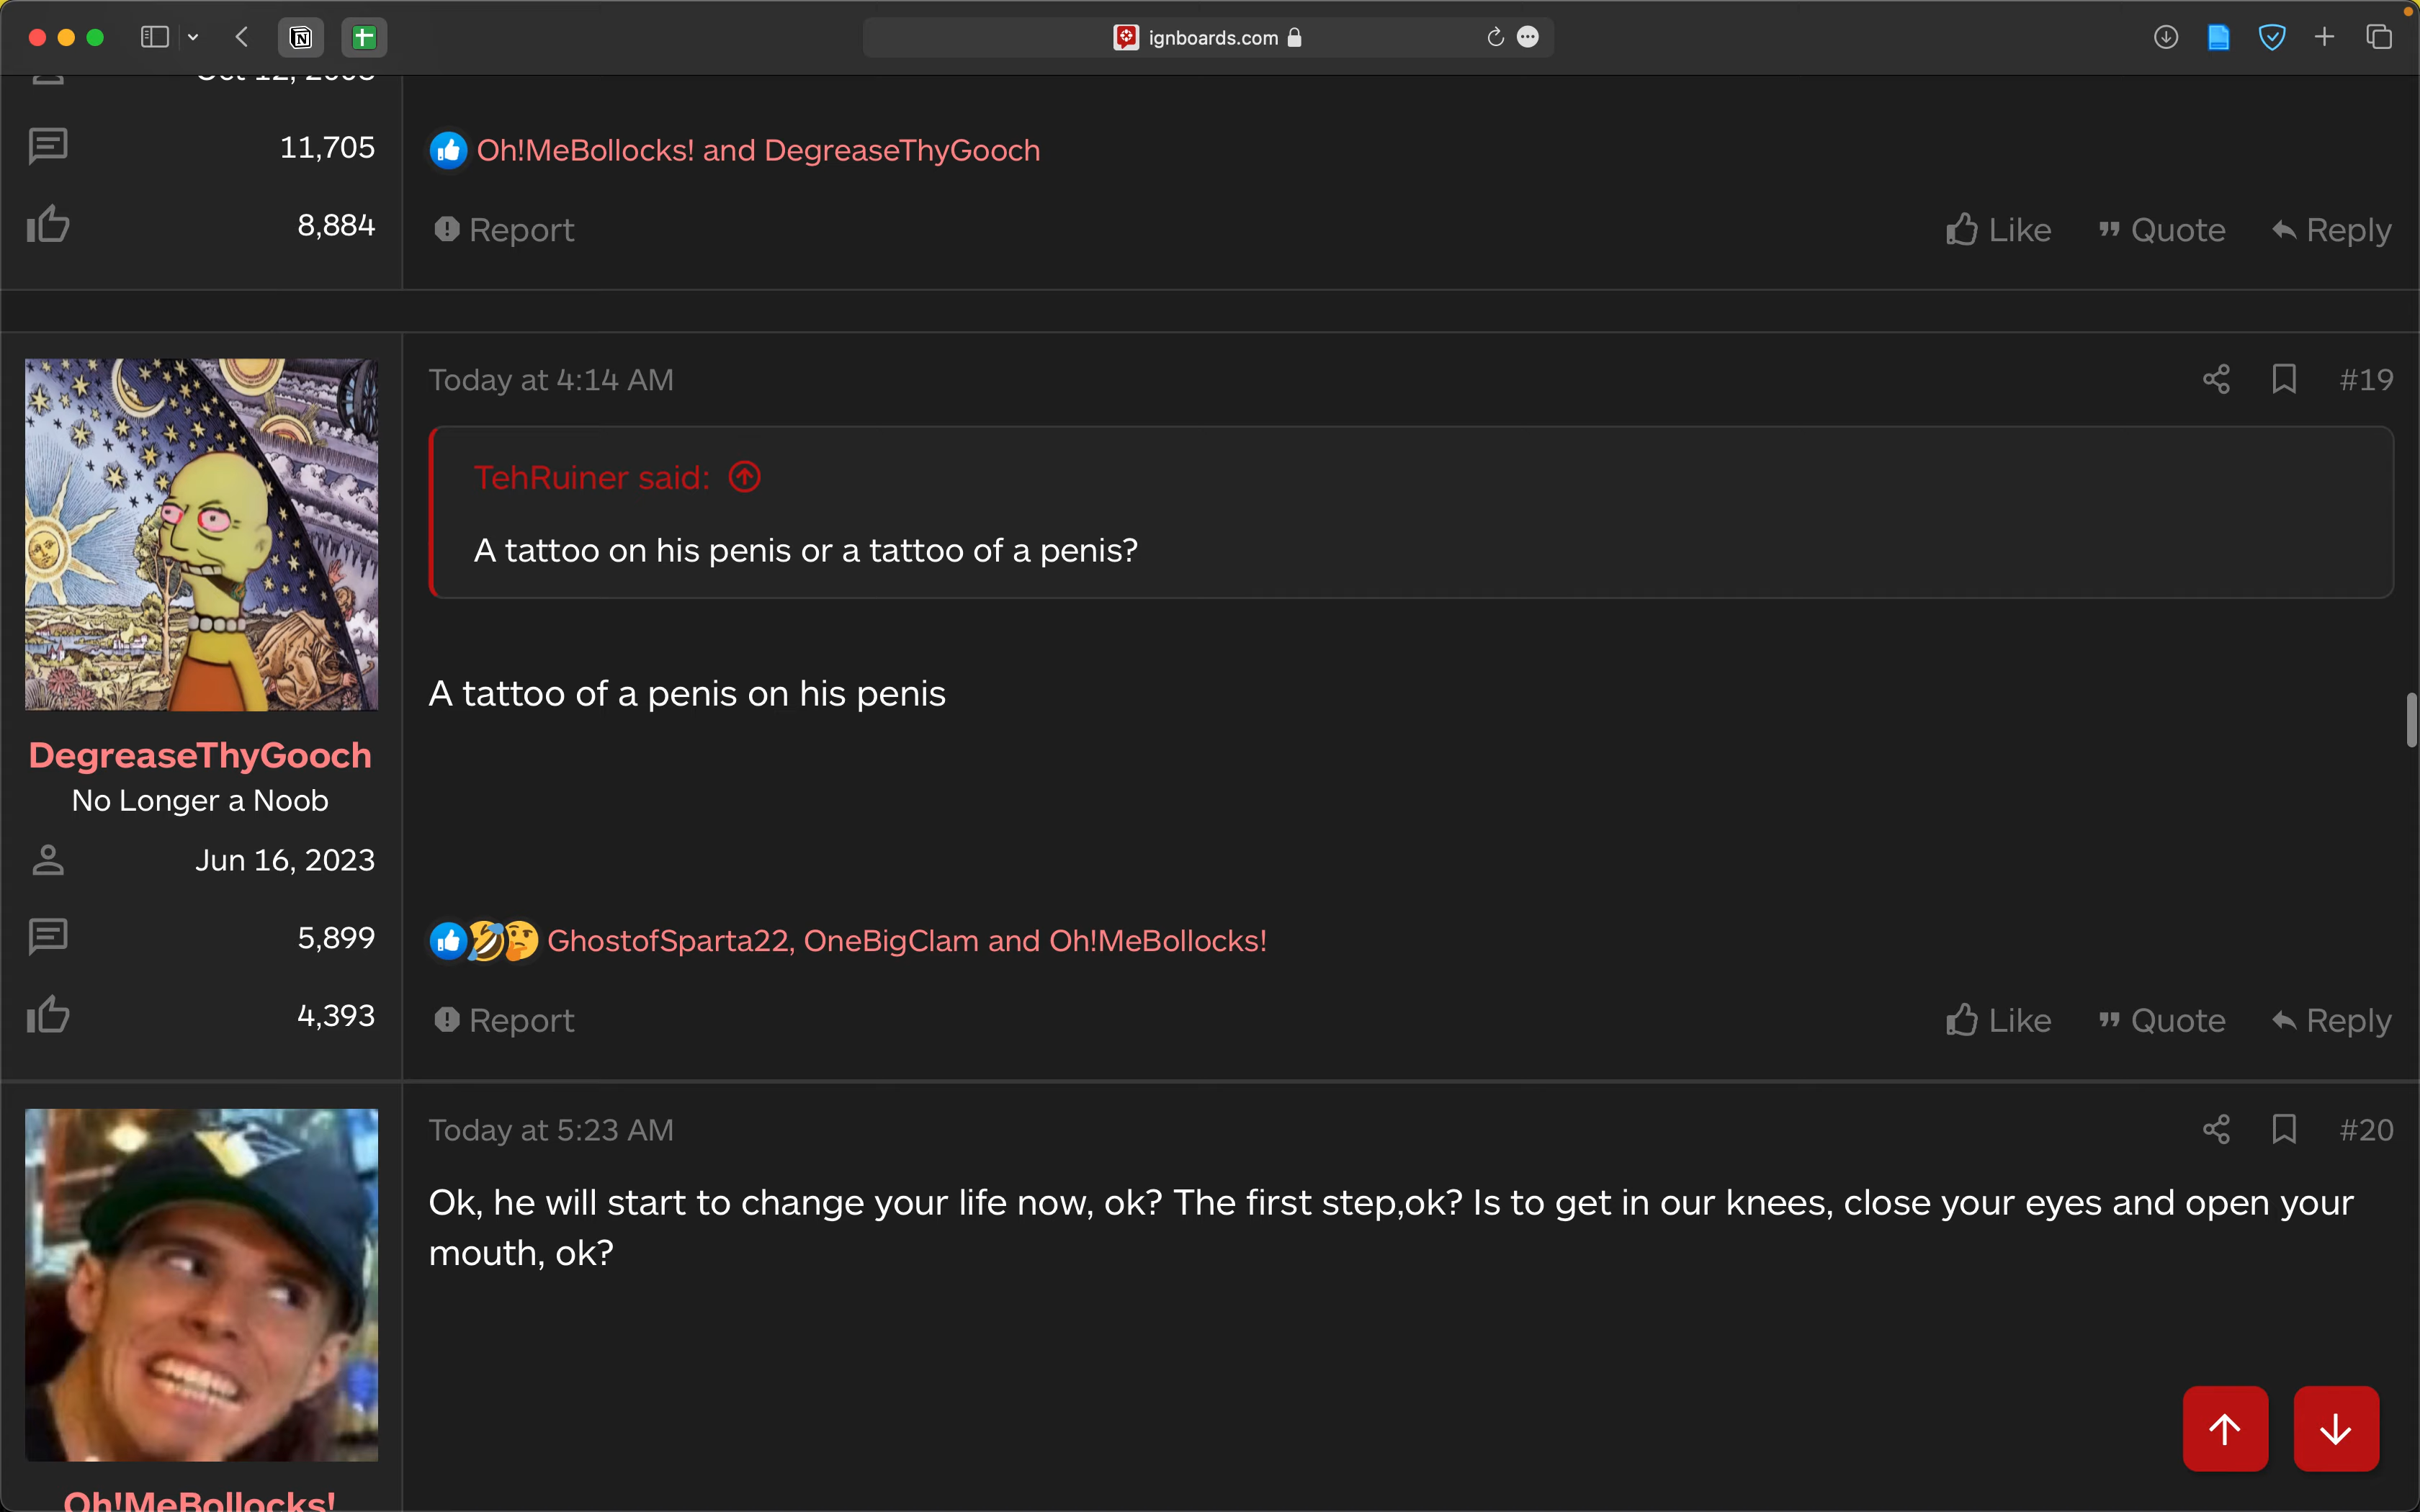 ignboards.com
11,705
Oh!MeBollocks! and DegreaseThyGooch
8,884
Report
Like
Quote
Reply
Today at 4:14 AM
#19
TehRuiner said:
A tattoo on his penis or a tattoo of a penis?
A tattoo of a penis on his penis
DegreaseThyGooch
No Longer a Noob
Jun 16, 2023
5,899
GhostofSparta22, OneBigClam and Oh!MeBollocks!
4,393
Report
Like
Quote
Reply
Today at 5:23 AM
#20
Ok, he will start to change your life now, ok? The first step,ok? Is to get in our knees, close your eyes and open your
mouth, ok?
Oh!MeBollocks!